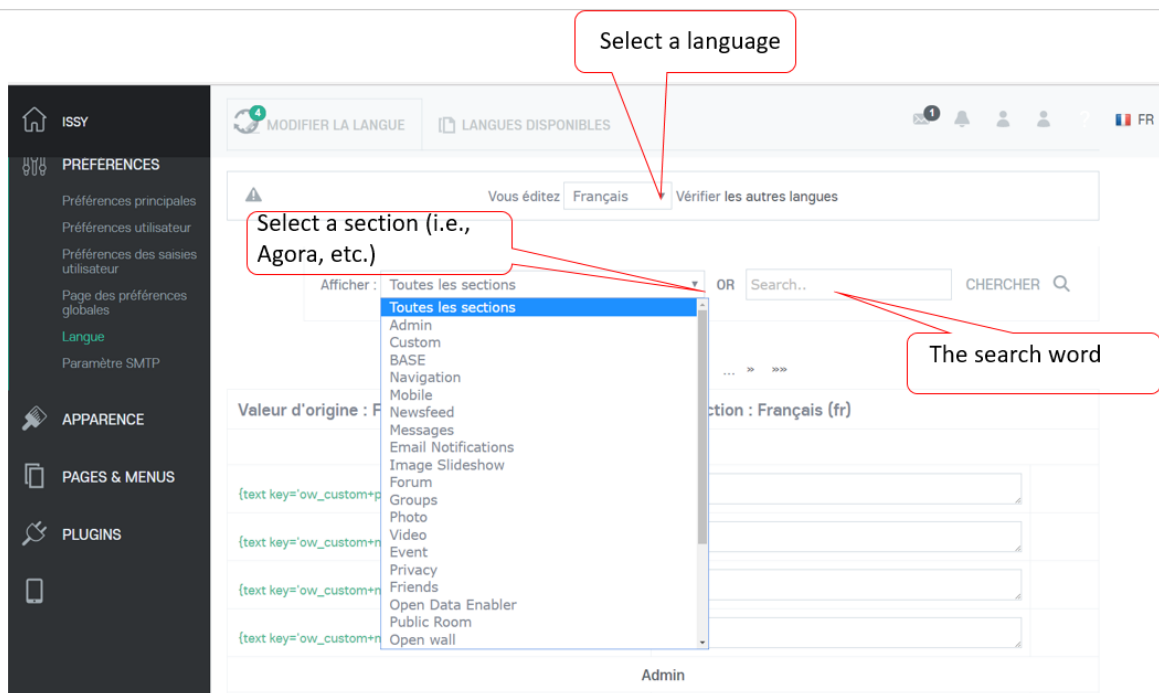 Select a language
ISSY
4
MODIFIER LA LANGUE
LANGUES DISPONIBLES
1
?
FR
PRÉFÉRENCES
Préférences principales
Préférences utilisateur
Préférences des saisies
utilisateur
Page des préférences
globales
Langue
Paramètre SMTP
APPARENCE
PAGES & MENUS
PLUGINS
Vous éditez Français Vérifier les autres langues
Select a section (i.e.,
Agora, etc.)
Afficher : Toutes les sections OR Search.. CHERCHER
Toutes les sections
Admin
Custom
BASE
Navigation
Mobile
Newsfeed
Messages
Email Notifications
Image Slideshow
Forum
Groups
Photo
Video
Event
Privacy
Friends
Open Data Enabler
Public Room
Open wall
The search word
... » »»
Valeur d'origine : F
ction : Français (fr)
{text key='ow_custom+p
{text key='ow_custom+n
{text key='ow_custom+n
{text key='ow_custom+n
Admin